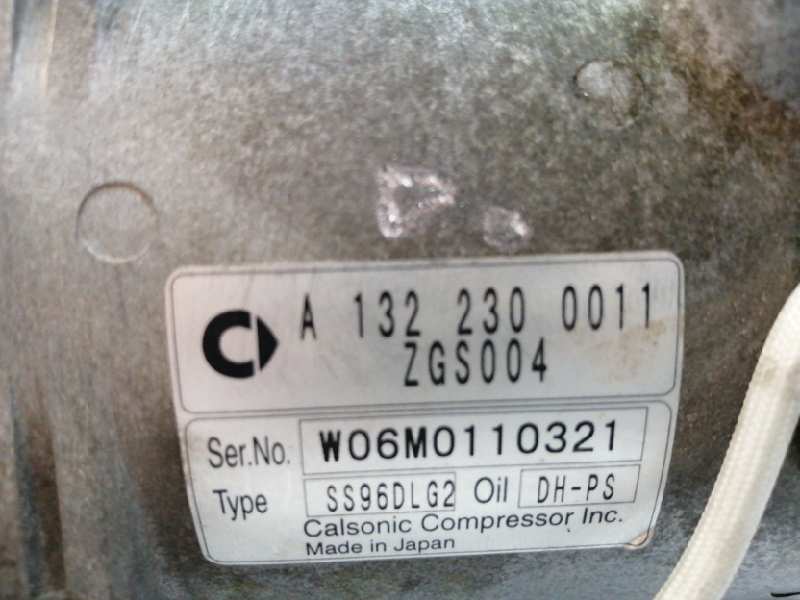 A 132 230 0011
ZGS004
Ser.No. W06M0110321
Type SS96DLG2 Oil DH-PS
Calsonic Compressor Inc.
Made in Japan